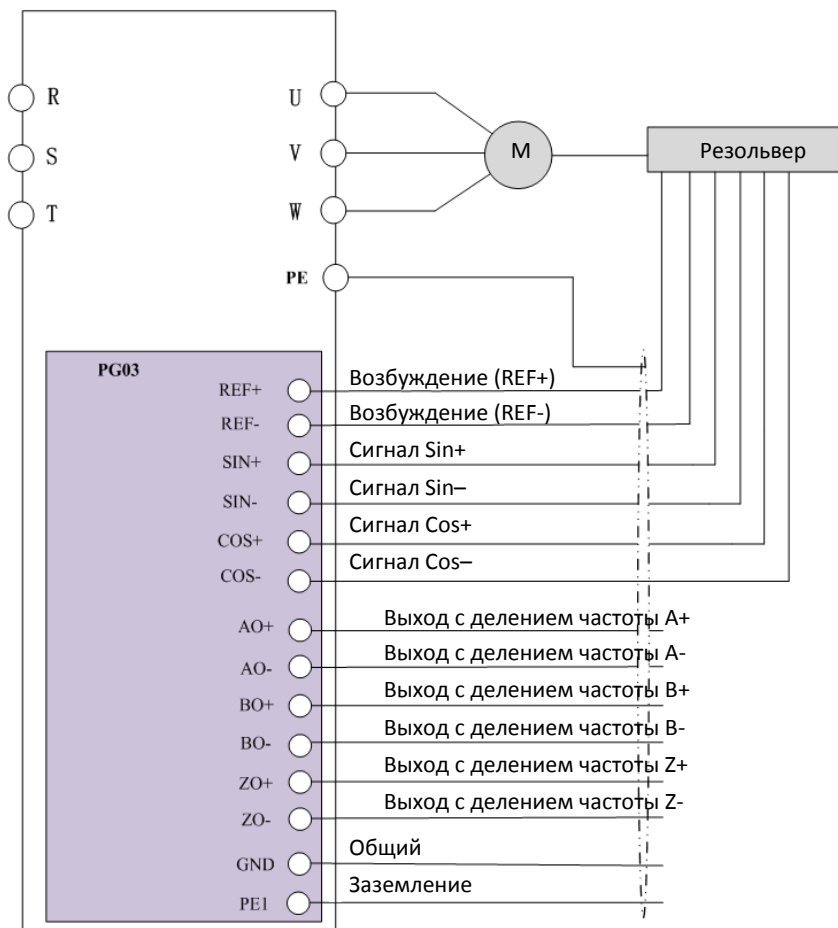 R
U
S
V
M
Резольвер
T
W
PE
PG03
REF+
Возбуждение (REF+)
REF-
Возбуждение (REF-)
SIN+
Сигнал Sin+
SIN-
Сигнал Sin–
COS+
Сигнал Cos+
COS-
Сигнал Cos–
AO+
Выход с делением частоты A+
AO-
Выход с делением частоты A-
BO+
Выход с делением частоты B+
BO-
Выход с делением частоты B-
ZO+
Выход с делением частоты Z+
ZO-
Выход с делением частоты Z-
GND
Общий
PE1
Заземление